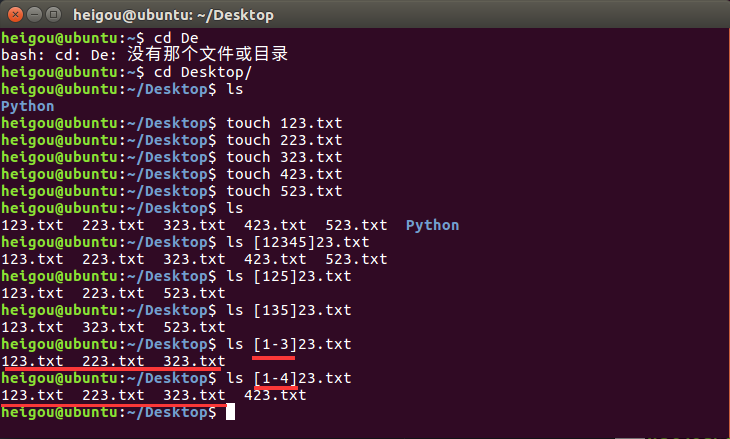 heigou@ubuntu: ~/Desktop
heigou@ubuntu:~$ cd De
bash: cd: De: 没有那个文件或目录
heigou@ubuntu:~$ cd Desktop/
heigou@ubuntu:~/Desktop$ ls
Python
heigou@ubuntu:~/Desktop$ touch 123.txt
heigou@ubuntu:~/Desktop$ touch 223.txt
heigou@ubuntu:~/Desktop$ touch 323.txt
heigou@ubuntu:~/Desktop$ touch 423.txt
heigou@ubuntu:~/Desktop$ touch 523.txt
heigou@ubuntu:~/Desktop$ ls
123.txt  223.txt  323.txt  423.txt  523.txt  Python
heigou@ubuntu:~/Desktop$ ls [12345]23.txt
123.txt  223.txt  323.txt  423.txt  523.txt
heigou@ubuntu:~/Desktop$ ls [125]23.txt
123.txt  223.txt  523.txt
heigou@ubuntu:~/Desktop$ ls [135]23.txt
123.txt  323.txt  523.txt
heigou@ubuntu:~/Desktop$ ls [1-3]23.txt
123.txt  223.txt  323.txt
heigou@ubuntu:~/Desktop$ ls [1-4]23.txt
123.txt  223.txt  323.txt  423.txt
heigou@ubuntu:~/Desktop$